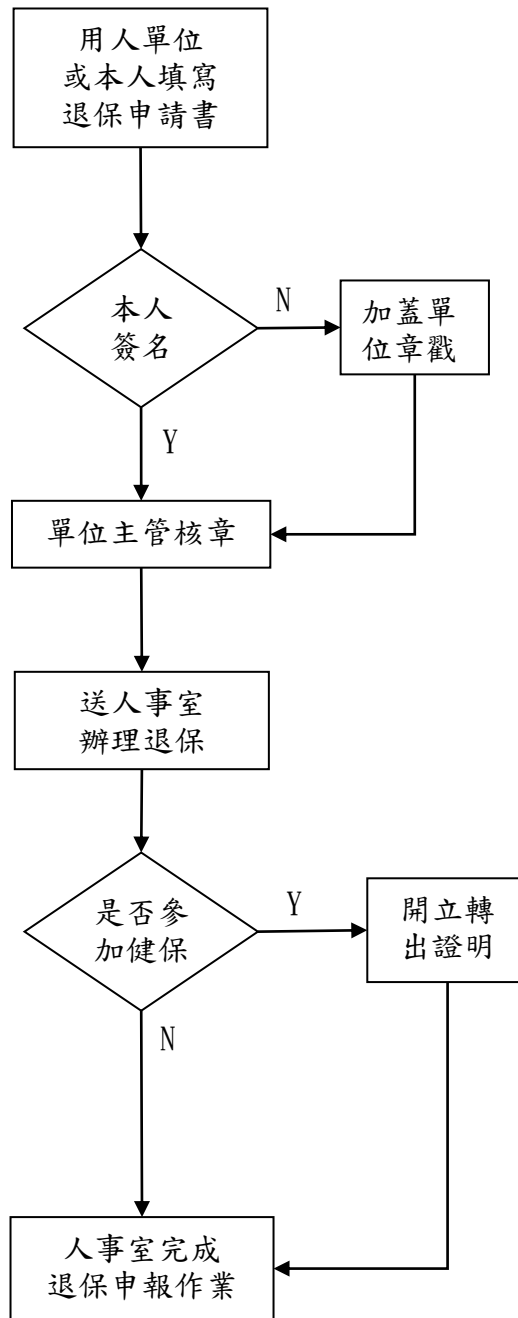 用人單位
或本人填寫
退保申請書
本人
簽名
N
加蓋單
位章戳
Y
單位主管核章
送人事室
辦理退保
是否參
加健保
Y
開立轉
出證明
N
人事室完成
退保申報作業